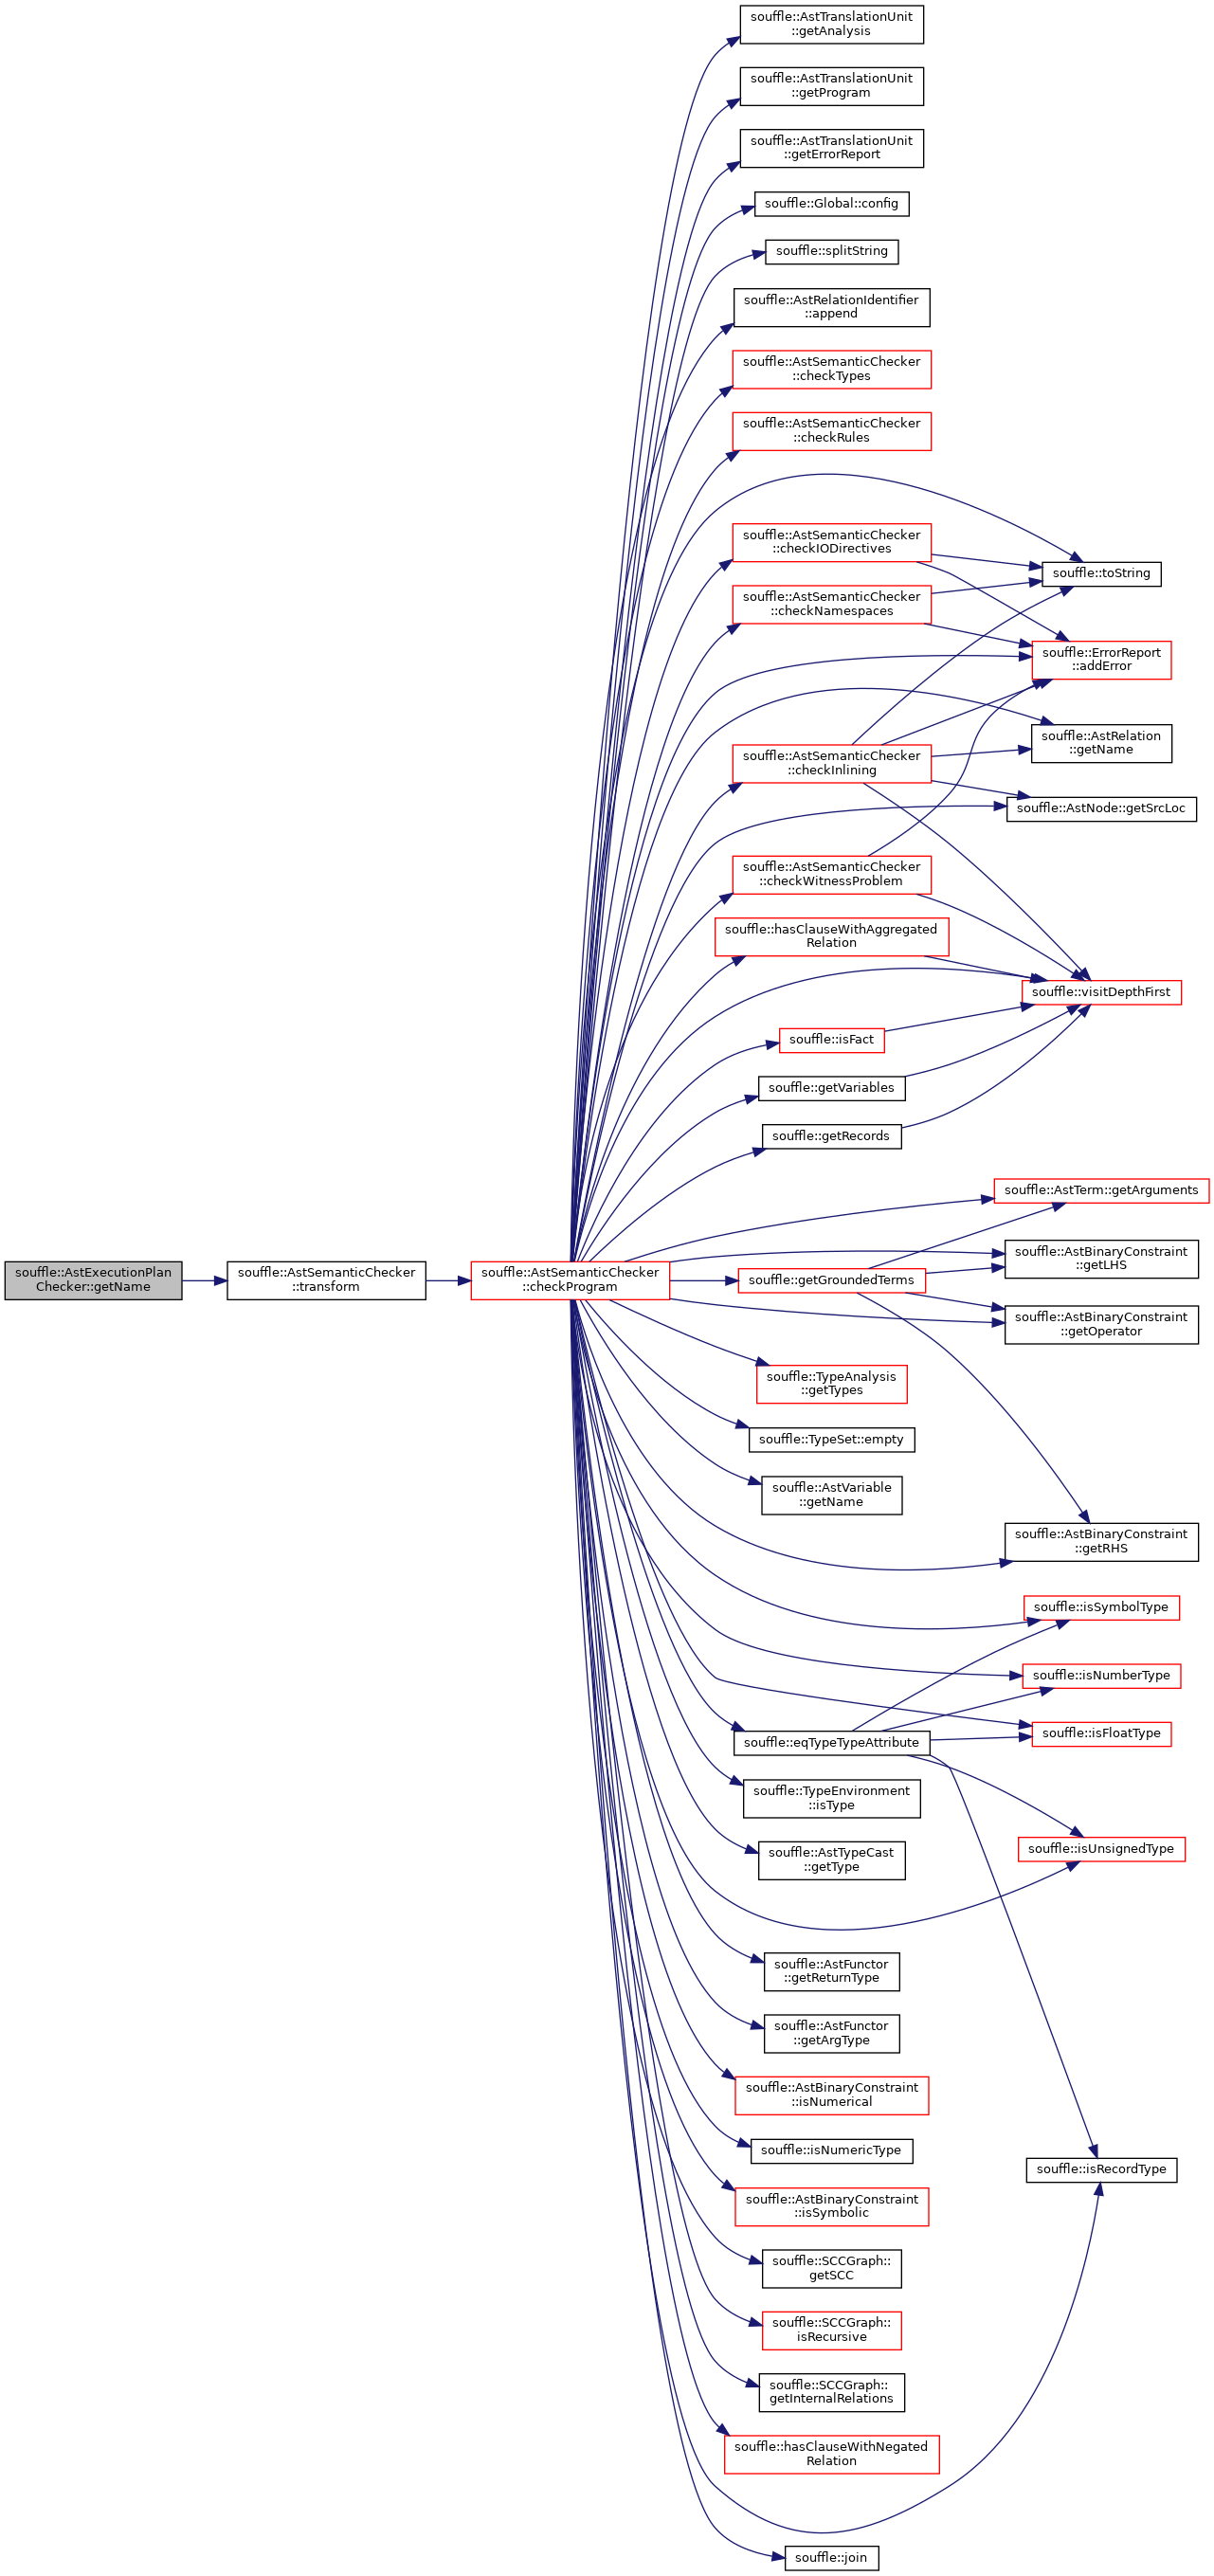 souffle::AstTranslationUnit
::getAnalysis
souffle::AstTranslationUnit
::getProgram
souffle::AstTranslationUnit
::getErrorReport
souffle::Global::config
souffle::splitString
souffle::AstRelationIdentifier
::append
souffle::AstSemanticChecker
::checkTypes
souffle::AstSemanticChecker
::checkRules
souffle::AstSemanticChecker
::checkIODirectives
souffle::toString
souffle::AstSemanticChecker
::checkNamespaces
souffle::ErrorReport
::addError
souffle::AstRelation
::getName
souffle::AstSemanticChecker
::checkInlining
souffle::AstNode::getSrcLoc
souffle::AstSemanticChecker
::checkWitnessProblem
souffle::hasClauseWithAggregated
Relation
souffle::visitDepthFirst
souffle::isFact
souffle::getVariables
souffle::getRecords
souffle::AstTerm::getArguments
souffle::AstBinaryConstraint
::getLHS
souffle::AstExecutionPlan
Checker::getName
souffle::AstSemanticChecker
::transform
souffle::AstSemanticChecker
::checkProgram
souffle::getGroundedTerms
souffle::AstBinaryConstraint
::getOperator
souffle::TypeAnalysis
::getTypes
souffle::TypeSet::empty
souffle::AstVariable
::getName
souffle::AstBinaryConstraint
::getRHS
souffle::isSymbolType
souffle::isNumberType
souffle::isFloatType
souffle::eqTypeTypeAttribute
souffle::TypeEnvironment
::isType
souffle::AstTypeCast
::getType
souffle::isUnsignedType
souffle::AstFunctor
::getReturnType
souffle::AstFunctor
::getArgType
souffle::AstBinaryConstraint
::isNumerical
souffle::isNumericType
souffle::isRecordType
souffle::AstBinaryConstraint
::isSymbolic
souffle::SCCGraph::
getSCC
souffle::SCCGraph::
isRecursive
souffle::SCCGraph::
getInternalRelations
souffle::hasClauseWithNegated
Relation
souffle::join